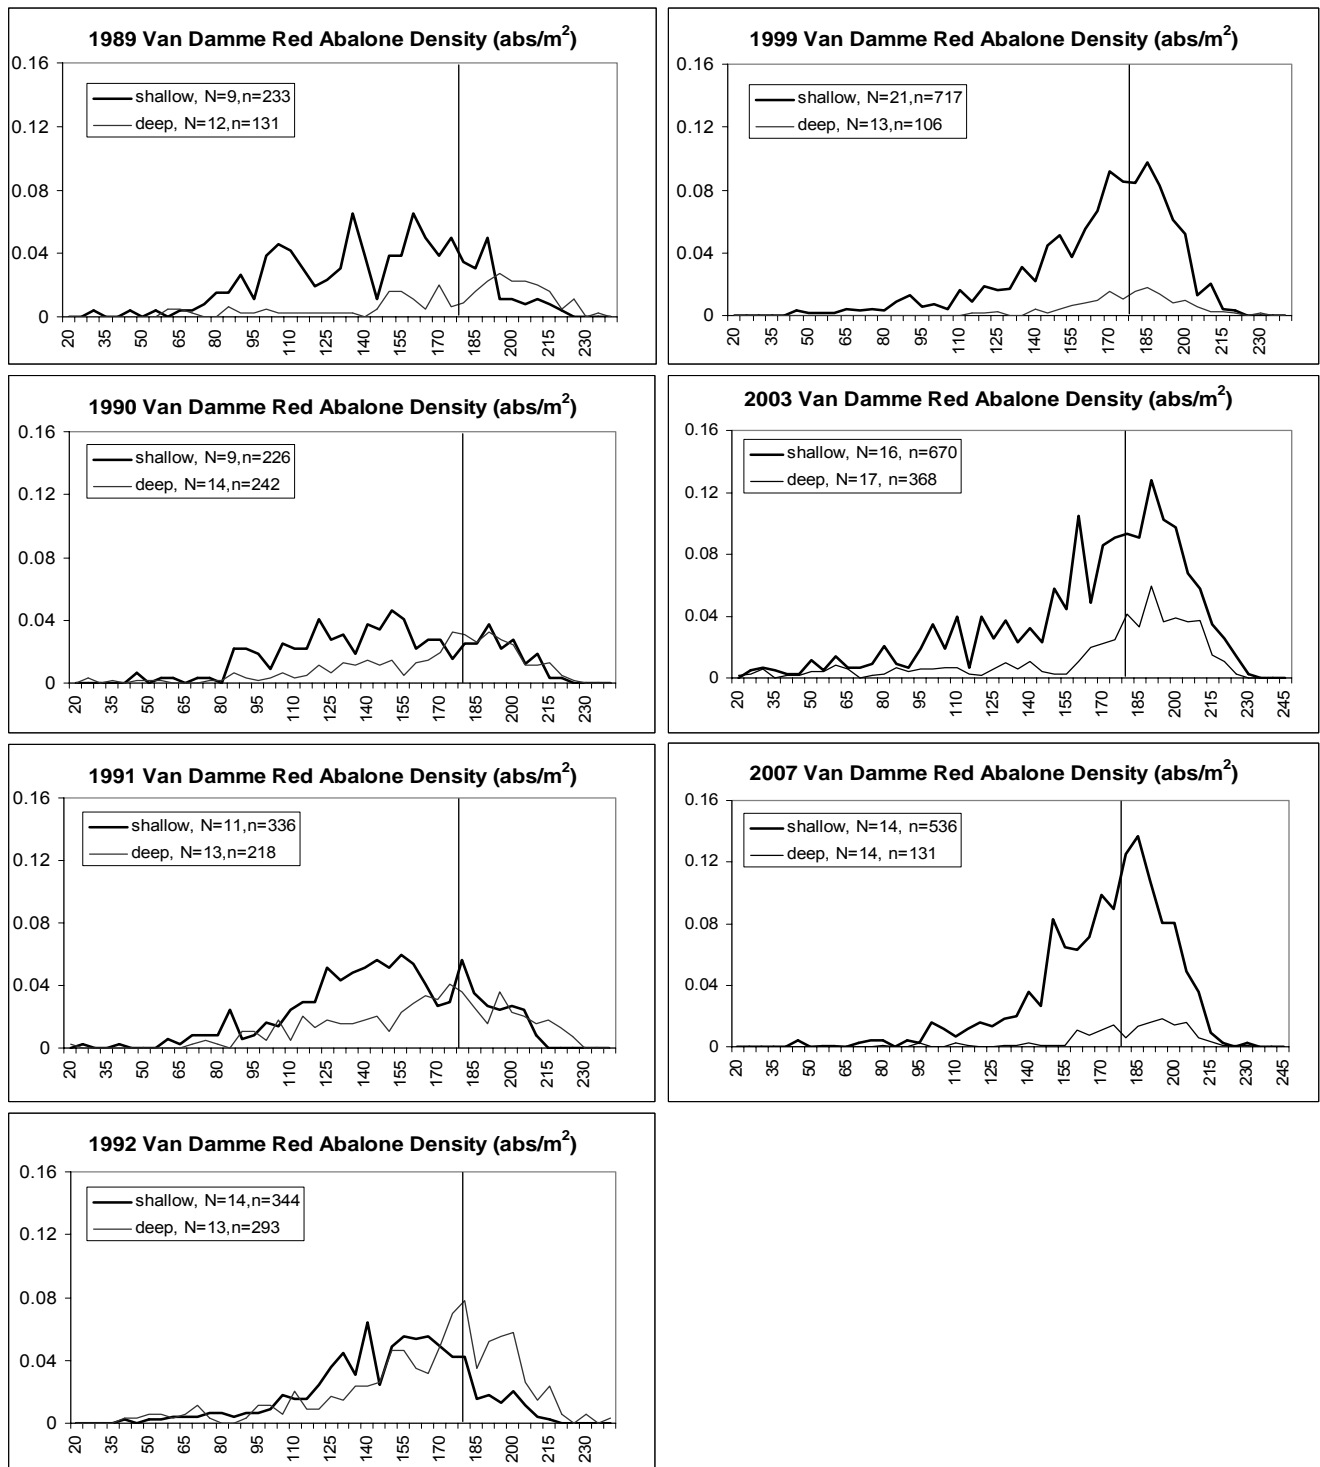 1989 Van Damme Red Abalone Density (abs/m²)
0.16
0.12
0.08
0.04
0
shallow, N=9,n=233
deep, N=12,n=131
20 35 50 65 80 95 110 125 140 155 170 185 200 215 230
1990 Van Damme Red Abalone Density (abs/m²)
0.16
0.12
0.08
0.04
0
shallow, N=9,n=226
deep, N=14,n=242
20 35 50 65 80 95 110 125 140 155 170 185 200 215 230
1991 Van Damme Red Abalone Density (abs/m²)
0.16
0.12
0.08
0.04
0
shallow, N=11,n=336
deep, N=13,n=218
20 35 50 65 80 95 110 125 140 155 170 185 200 215 230
1992 Van Damme Red Abalone Density (abs/m²)
0.16
0.12
0.08
0.04
0
shallow, N=14,n=344
deep, N=13,n=293
20 35 50 65 80 95 110 125 140 155 170 185 200 215 230
1999 Van Damme Red Abalone Density (abs/m²)
0.16
0.12
0.08
0.04
0
shallow, N=21,n=717
deep, N=13,n=106
20 35 50 65 80 95 110 125 140 155 170 185 200 215 230
2003 Van Damme Red Abalone Density (abs/m²)
0.16
0.12
0.08
0.04
0
shallow, N=16, n=670
deep, N=17, n=368
20 35 50 65 80 95 110 125 140 155 170 185 200 215 230 245
2007 Van Damme Red Abalone Density (abs/m²)
0.16
0.12
0.08
0.04
0
shallow, N=14, n=536
deep, N=14, n=131
20 35 50 65 80 95 110 125 140 155 170 185 200 215 230 245